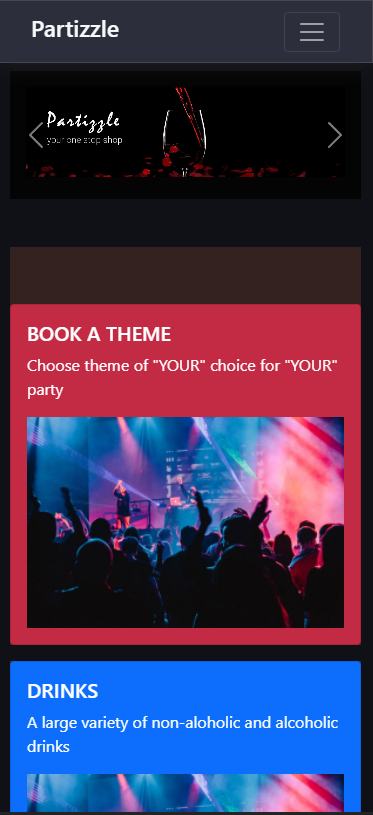 Partizzle
Partizzle
your one stop shop
BOOK A THEME
Choose theme of "YOUR" choice for "YOUR"
party
DRINKS
A large variety of non-aloholic and alcoholic
drinks